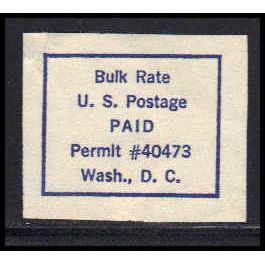 Bulk Rate
U. S. Postage
PAID
Permit #40473
Wash., D. C.